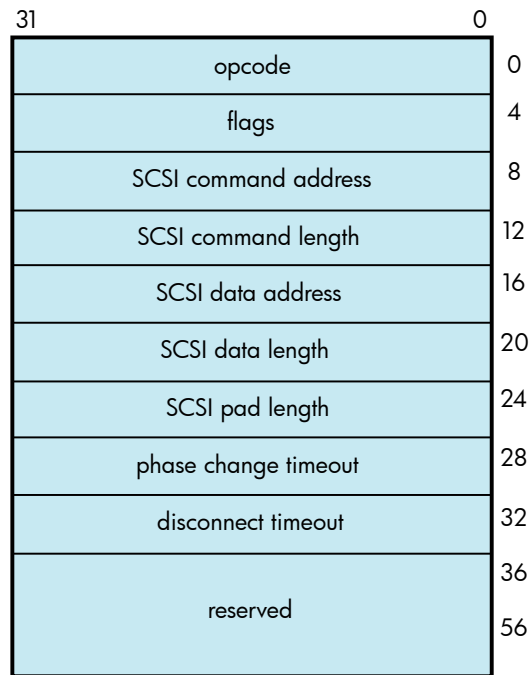 31 0
opcode 0
flags 4
SCSI command address 8
SCSI command length 12
SCSI data address 16
SCSI data length 20
SCSI pad length 24
phase change timeout 28
disconnect timeout 32
36
reserved
56